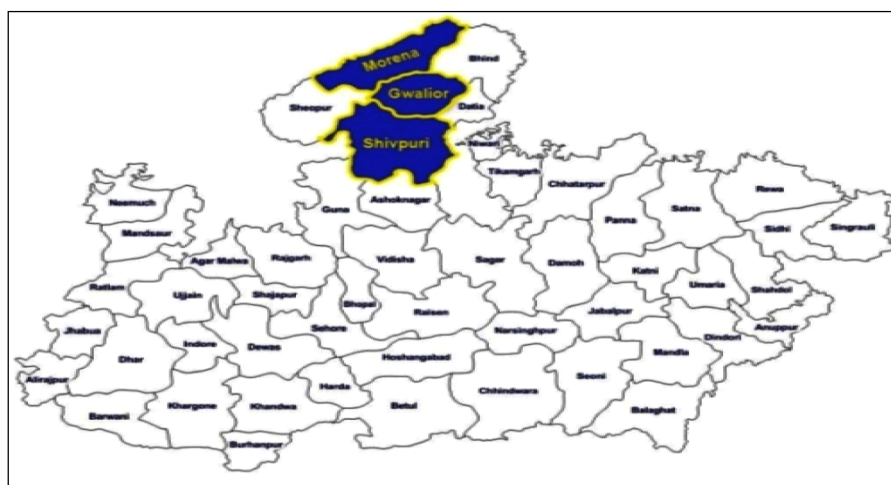 Morena
Bhind
Gwalior
Sheopur
Datia
Shivpuri
Niwari
Tikamgarh
Chhatarpur
Neemuch
Ashoknagar
Guna
Panna
Satna
Rewa
Mandsaur
Sidhi
Singrauli
Agar Malwa
Rajgarh
Vidisha
Sagar
Damoh
Katni
Ratlam
Ujjain
Shajapur
Bhopal
Raisen
Umaria
Shahdol
Jabalpur
Jhabua
Sehore
Narsinghpur
Anuppur
Dindori
Dhar
Indore
Dewas
Hoshangabad
Mandla
Alirajpur
Harda
Seoni
Chhindwara
Barwani
Khargone
Khandwa
Betul
Balaghat
Burhanpur